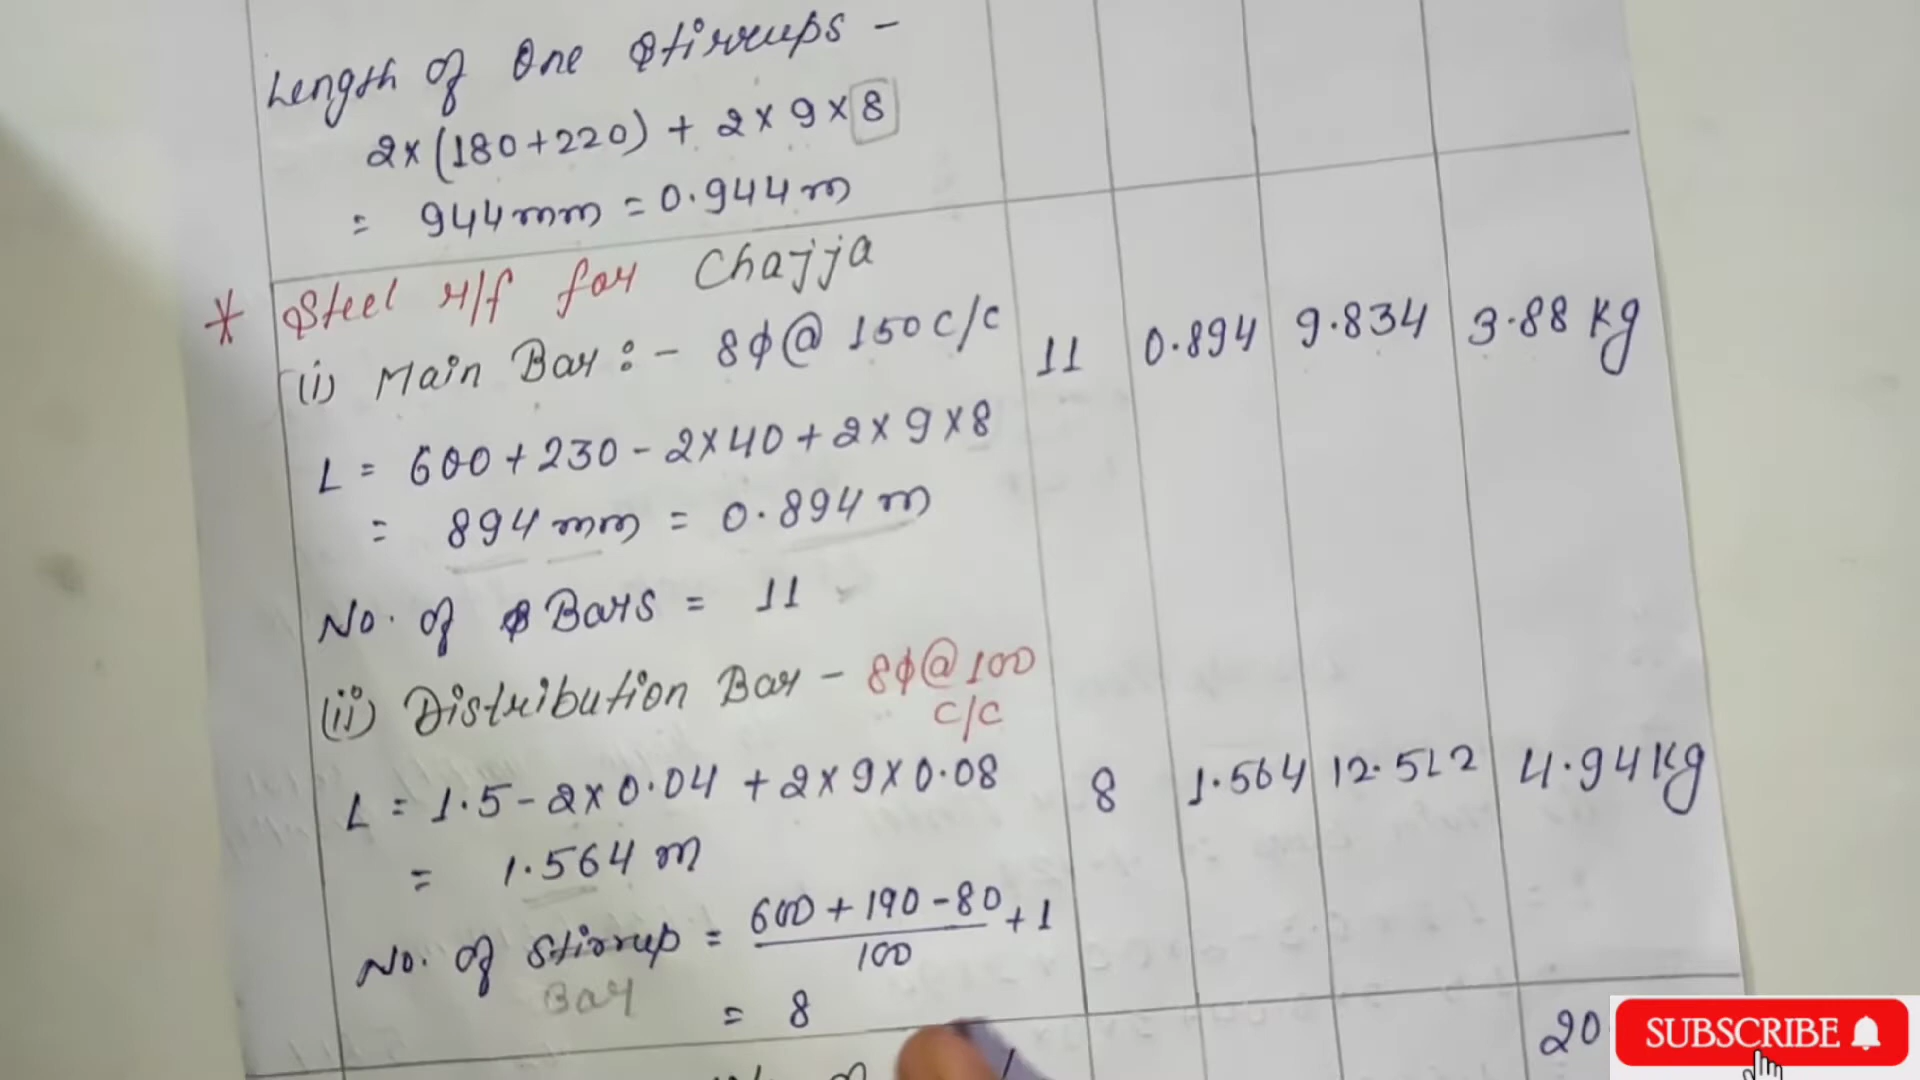 Length of One Stirrups -
2x(180+220) + 2x9x8
= 944mm = 0.944m
* Steel r/f for Chajja
(i) Main Bar:- 8ϕ@ 150 c/c 11 0.894 9.834 3.88 kg
L = 600+230-2x40+2x9x8
= 894 mm = 0.894 m
No. of Bars = 11
(ii) Distribution Bar - 8ϕ@100
c/c
L = 1.5-2x0.04 +2x9x0.08 8 1.564 12.512 4.94 kg
= 1.564 m
No. of Stirrup = 600+190-80/100 +1
Bar
= 8
20
SUBSCRIBE